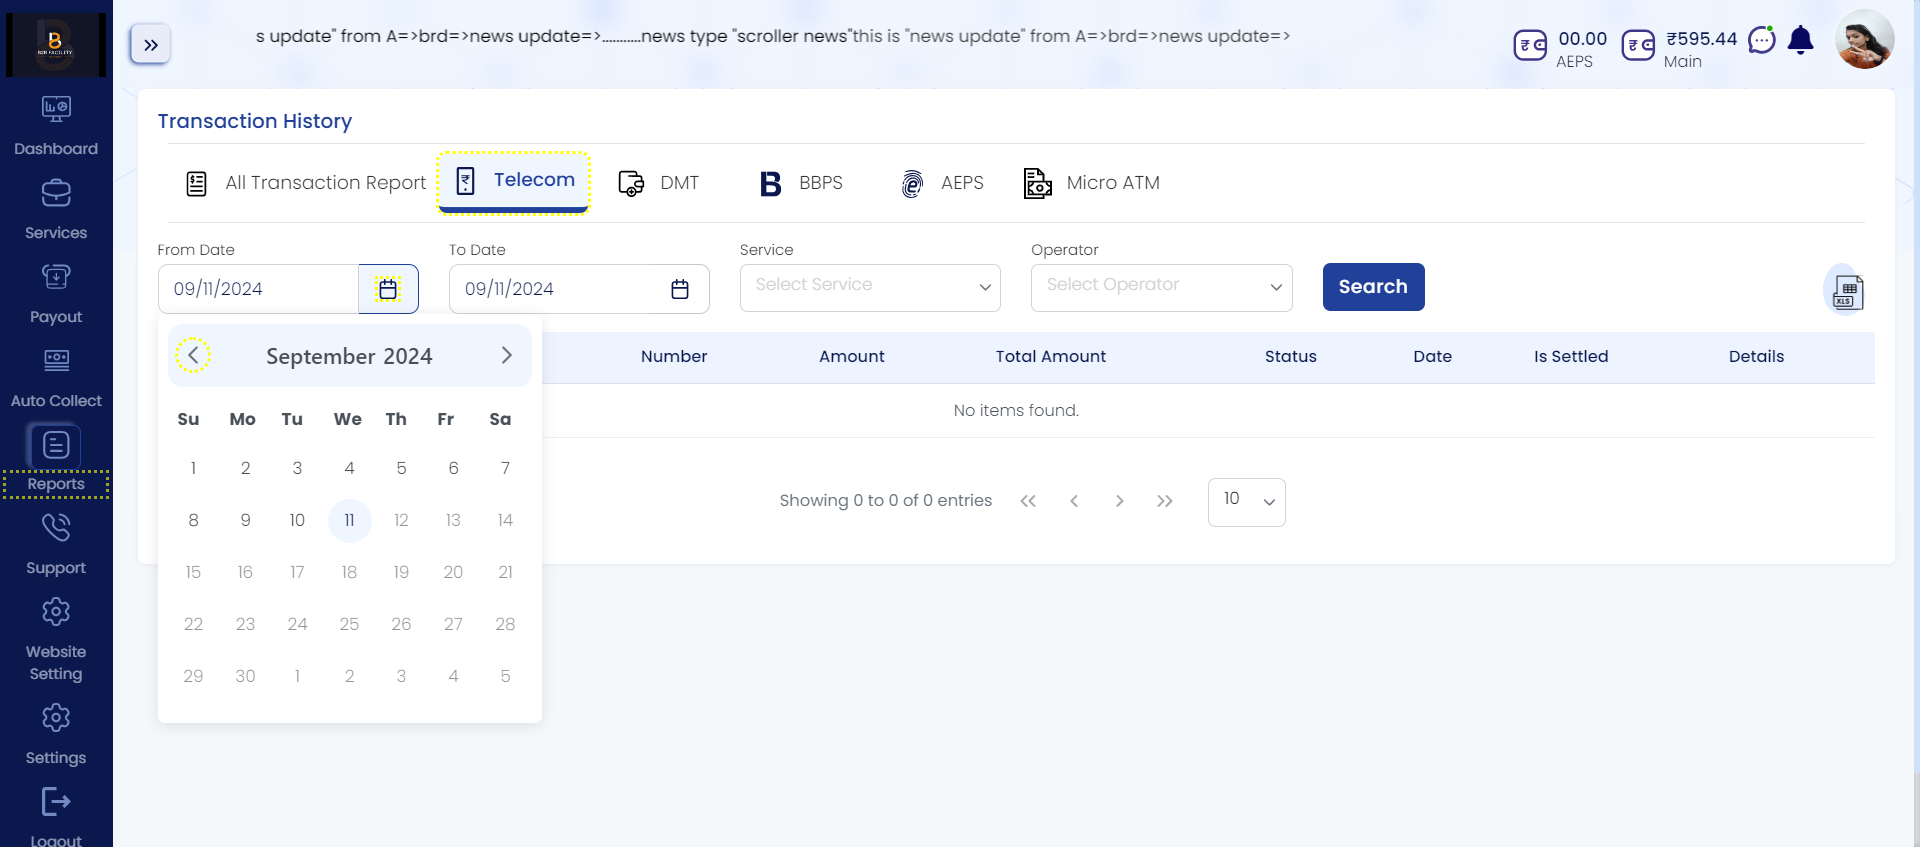 s update" from A=>brd=>news update=>...........news type "scroller news"this is "news update" from A=>brd=>news update=>
00.00
AEPS
₹595.44
Main
B2B FACILITY
Dashboard
Services
Payout
Auto Collect
Reports
Support
Website
Setting
Settings
Logout
Transaction History
All Transaction Report
Telecom
DMT
B BBPS
AEPS
Micro ATM
From Date
To Date
Service
Operator
09/11/2024
09/11/2024
Select Service
Select Operator
Search
XLS
September 2024
Su Mo Tu We Th Fr Sa
1 2 3 4 5 6 7
8 9 10 11 12 13 14
15 16 17 18 19 20 21
22 23 24 25 26 27 28
29 30 1 2 3 4 5
Number Amount Total Amount Status Date Is Settled Details
No items found.
Showing 0 to 0 of 0 entries
10